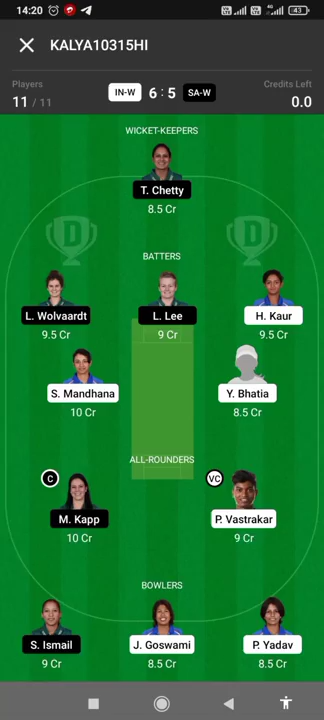 14:20
43
KALYA10315HI
Players
11 / 11
IN-W 6 : 5 SA-W
Credits Left
0.0
WICKET-KEEPERS
T. Chetty
8.5 Cr
D D
BATTERS
L. Wolvaardt L. Lee H. Kaur
9.5 Cr 9 Cr 9.5 Cr
S. Mandhana Y. Bhatia
10 Cr 8.5 Cr
ALL-ROUNDERS
C VC
M. Kapp P. Vastrakar
10 Cr 9 Cr
BOWLERS
S. Ismail J. Goswami P. Yadav
9 Cr 8.5 Cr 8.5 Cr